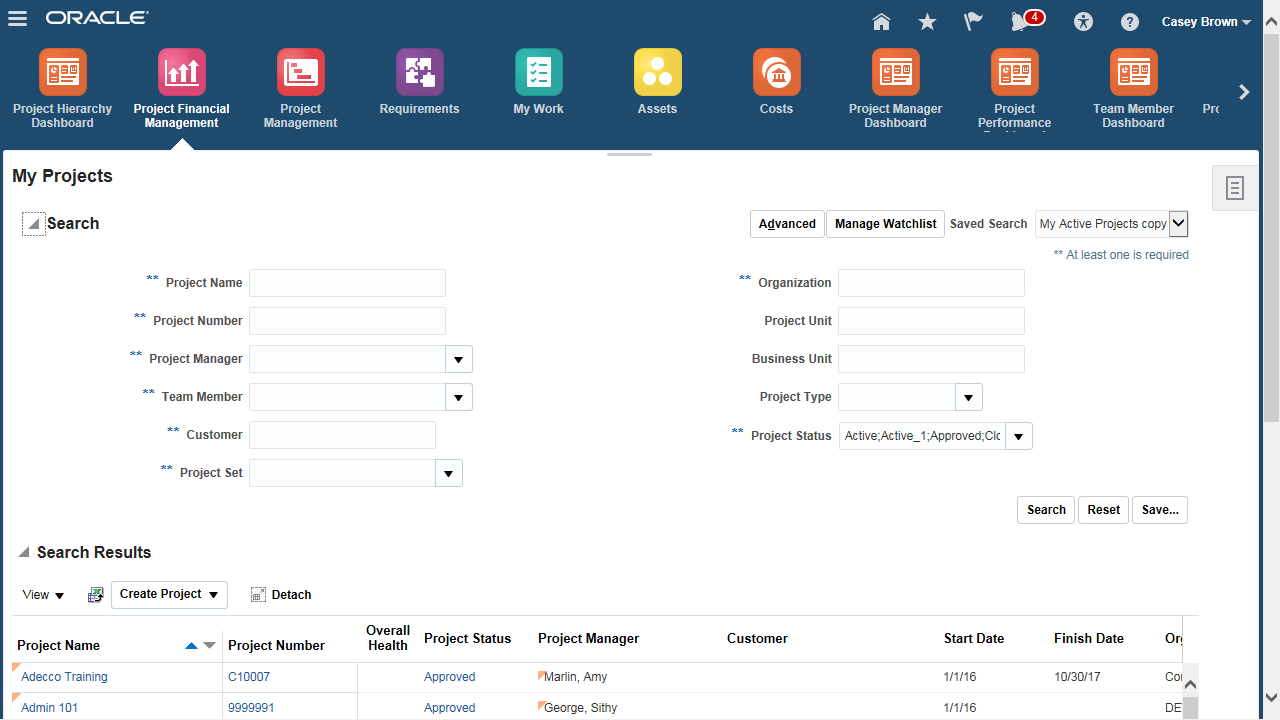 ORACLE
4
Casey Brown
Project Hierarchy
Dashboard
Project Financial
Management
Project
Management
Requirements
My Work
Assets
Costs
Project Manager
Dashboard
Project
Performance
Team Member
Dashboard
Pro
My Projects
Search
Advanced
Manage Watchlist
Saved Search
My Active Projects copy
** At least one is required
** Project Name
** Project Number
** Project Manager
** Team Member
** Customer
** Project Set
** Organization
Project Unit
Business Unit
Project Type
** Project Status Active;Active_1;Approved;Clo
Search Reset Save...
Search Results
View
Create Project
Detach
Project Name Project Number Overall Health Project Status Project Manager Customer Start Date Finish Date Org
Adecco Training C10007 Approved Marlin, Amy 1/1/16 10/30/17 Cor
Admin 101 9999991 Approved George, Sithy 1/1/16 DE